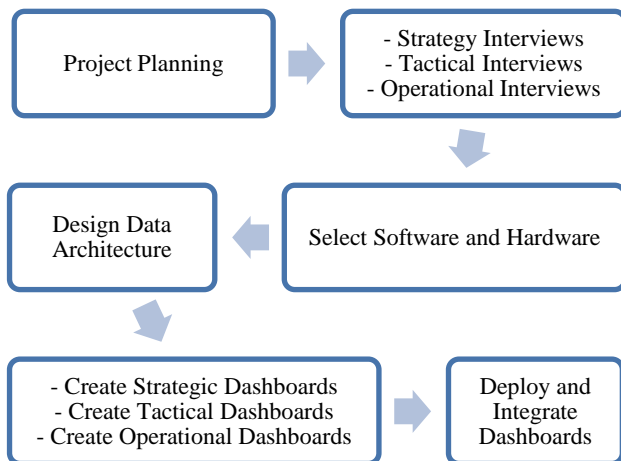 Project Planning
- Strategy Interviews
- Tactical Interviews
- Operational Interviews
Select Software and Hardware
Design Data
Architecture
- Create Strategic Dashboards
- Create Tactical Dashboards
- Create Operational Dashboards
Deploy and
Integrate
Dashboards